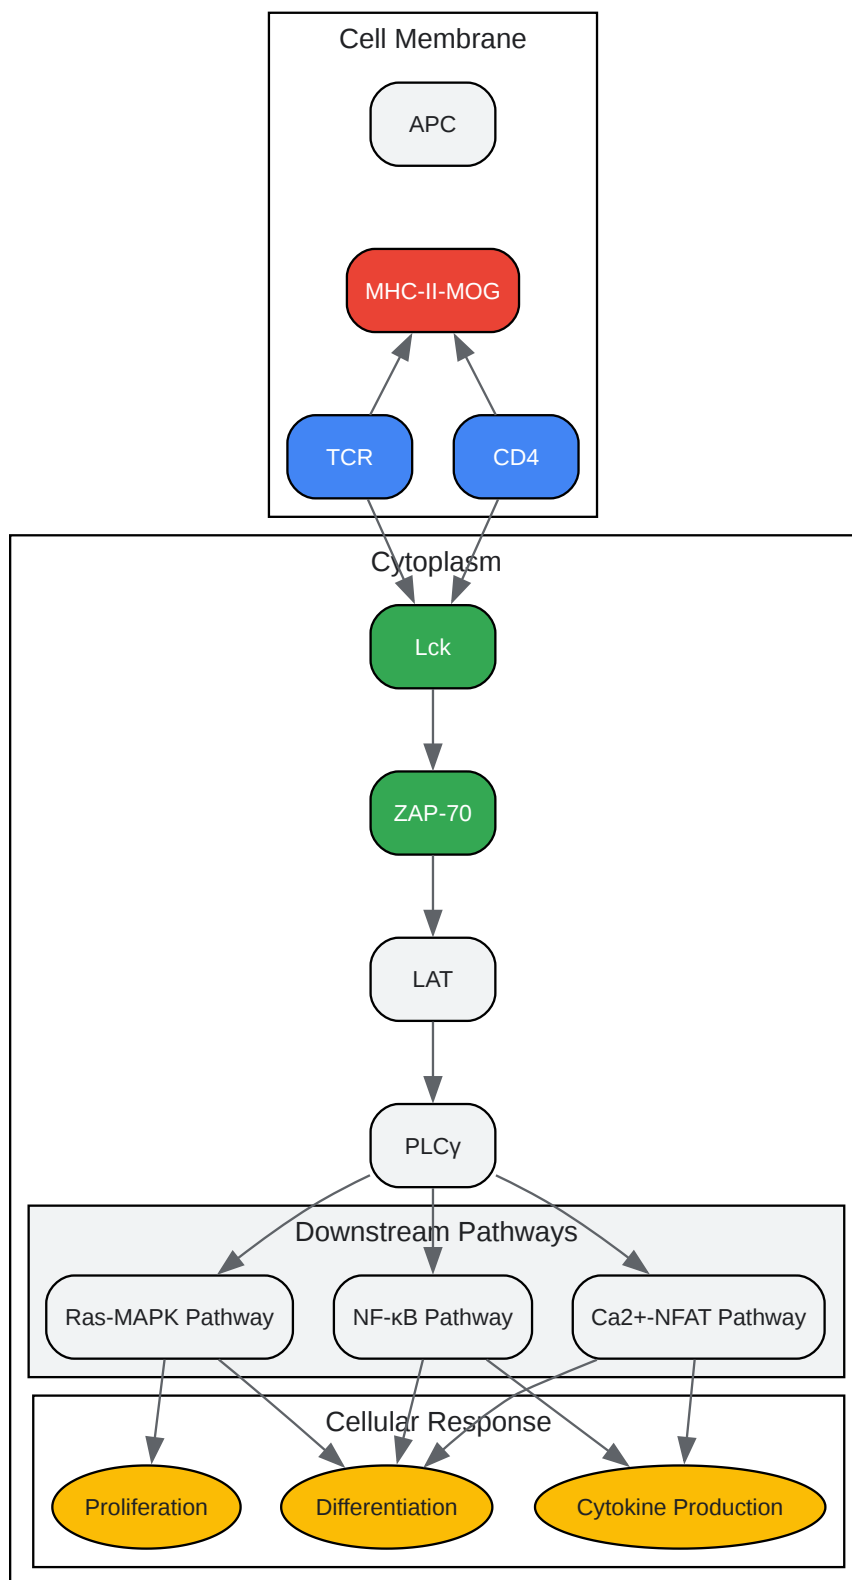 Cell Membrane
APC
MHC-II-MOG
TCR
CD4
Cytoplasm
Lck
ZAP-70
LAT
PLCγ
Downstream Pathways
Ras-MAPK Pathway
NF-κB Pathway
Ca2+-NFAT Pathway
Cellular Response
Proliferation
Differentiation
Cytokine Production